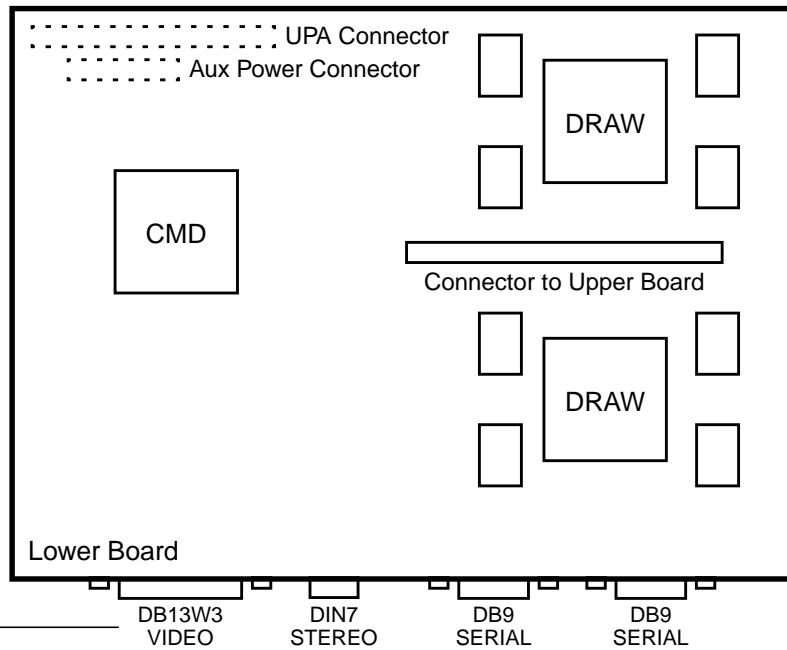 UPA Connector
Aux Power Connector
DRAW
CMD
Connector to Upper Board
DRAW
Lower Board
DB13W3
VIDEO
DIN7
STEREO
DB9
SERIAL
DB9
SERIAL